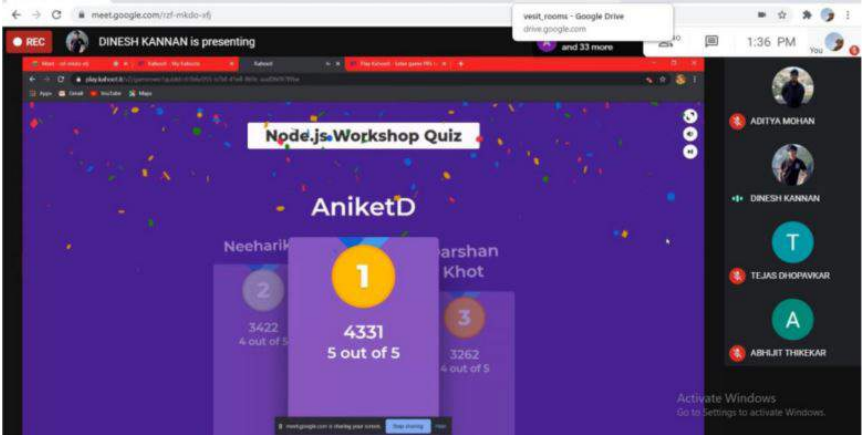 meet.google.com/rzf-mkdo-xfj
vesit_rooms - Google Drive
drive.google.com
REC
DINESH KANNAN is presenting
and 33 more
1:36 PM
You
Kahoot!
play.kahoot.it
Apps
Gmail
YouTube
Maps
Node.js Workshop Quiz
AniketD
Neeharik
arshan
Khot
1
4331
5 out of 5
2
3422
4 out of 5
3
3262
4 out of 5
ADITYA MOHAN
DINESH KANNAN
T
TEJAS DHOPAVKAR
A
ABHIJIT THIKEKAR
meet.google.com is sharing your screen.
Stop sharing
Hide
Activate Windows
Go to Settings to activate Windows.